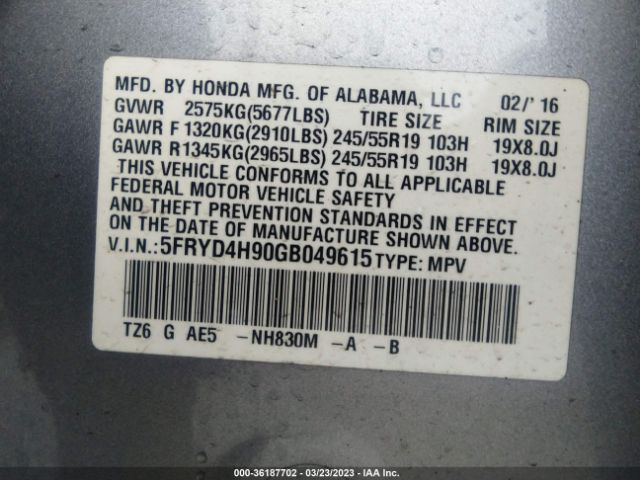 MFD. BY HONDA MFG. OF ALABAMA, LLC 02/' 16
GVWR 2575KG(5677LBS) TIRE SIZE RIM SIZE
GAWR F 1320KG(2910LBS) 245/55R19 103H 19X8.0J
GAWR R1345KG(2965LBS) 245/55R19 103H 19X8.0J
THIS VEHICLE CONFORMS TO ALL APPLICABLE
FEDERAL MOTOR VEHICLE SAFETY
AND THEFT PREVENTION STANDARDS IN EFFECT
ON THE DATE OF MANUFACTURE SHOWN ABOVE.
V.I.N.:5FRYD4H90GB049615 TYPE: MPV
TZ6 G AE5 -NH830M -A -B
000-36187702 - 03/23/2023 - IAA Inc.